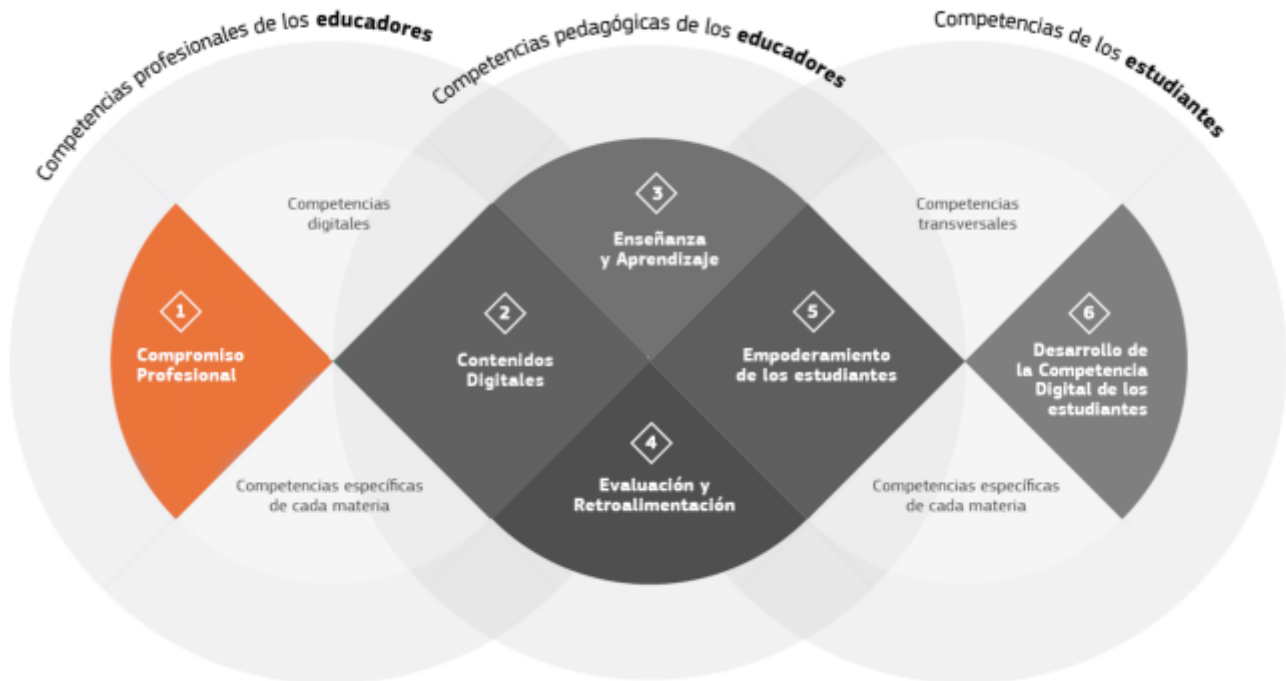 Competencias profesionales de los educadores
Competencias pedagógicas de los educadores
Competencias de los estudiantes
Competencias
digitales
3
Enseñanza
y Aprendizaje
Competencias
transversales
1
Compromiso
Profesional
2
Contenidos
Digitales
5
Empoderamiento
de los estudiantes
6
Desarrollo de
la Competencia
Digital de los
estudiantes
Competencias específicas
de cada materia
4
Evaluación y
Retroalimentación
Competencias específicas
de cada materia